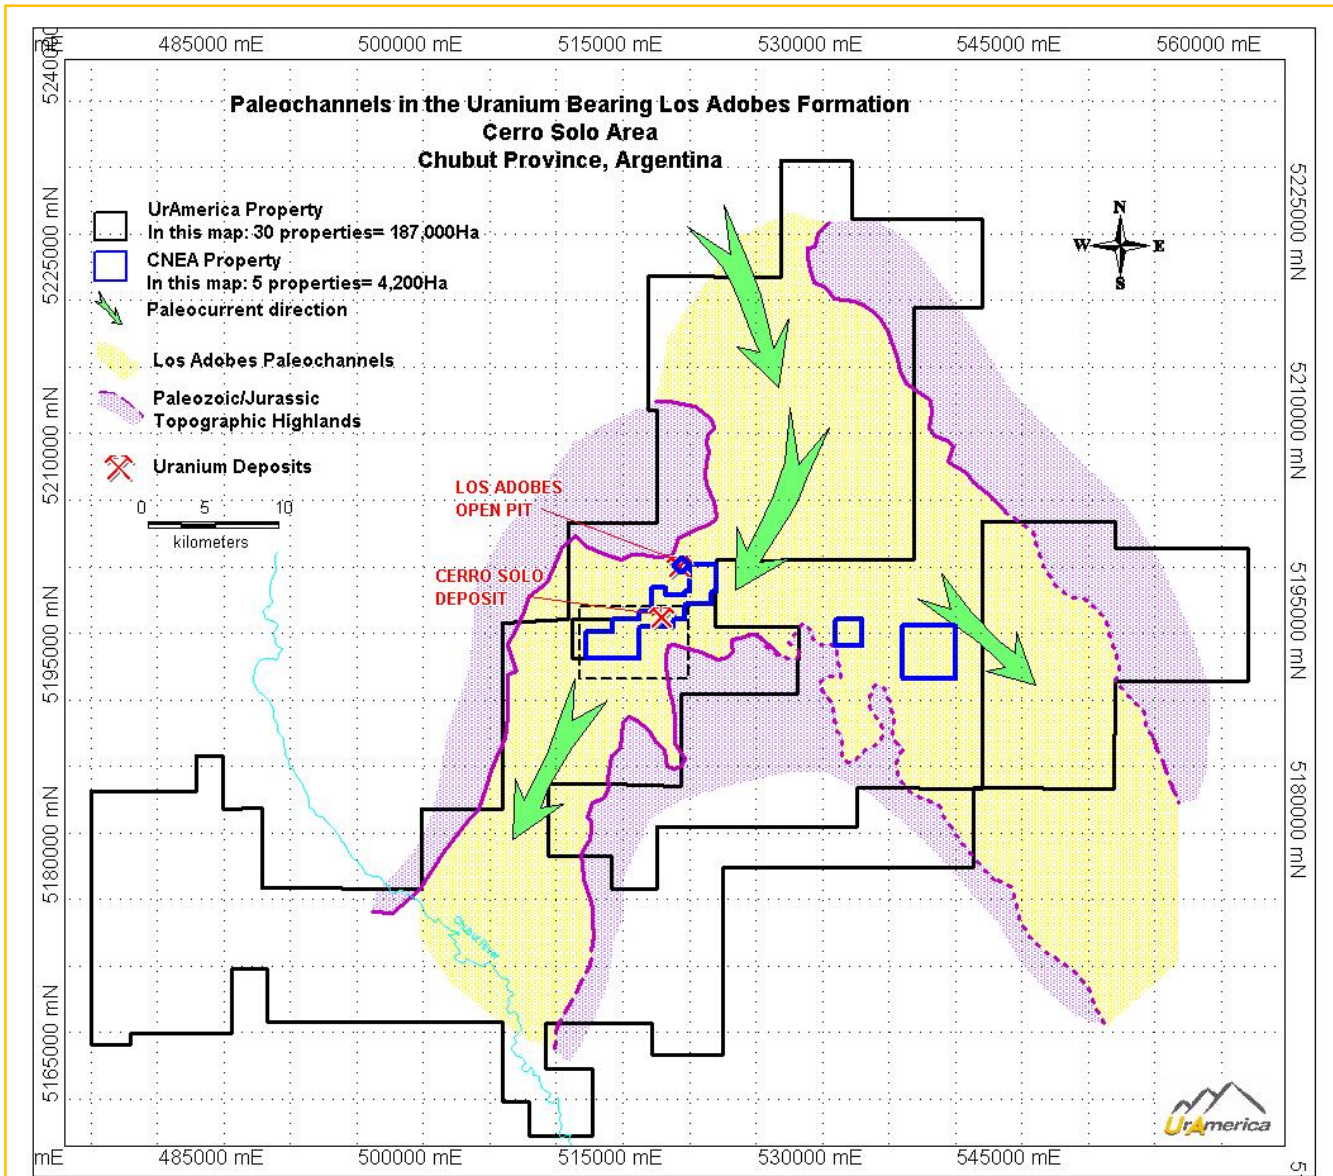 mE 485000 mE 500000 mE 515000 mE 530000 mE 545000 mE 560000 mE
Paleochannels in the Uranium Bearing Los Adobes Formation
Cerro Solo Area
Chubut Province, Argentina
UrAmerica Property
In this map: 30 properties= 187,000Ha
CNEA Property
In this map: 5 properties= 4,200Ha
Paleocurrent direction
Los Adobes Paleochannels
Paleozoic/Jurassic
Topographic Highlands
Uranium Deposits
0 5 10
kilometers
N
W E
S
LOS ADOBES
OPEN PIT
CERRO SOLO
DEPOSIT
Chubut River
5240000
5225000 mN
5210000 mN
5195000 mN
5180000 mN
5165000 mN
5225000 mN
5210000 mN
5195000 mN
5180000 mN
UrAmerica
mE 485000 mE 500000 mE 515000 mE 530000 mE 545000 mE